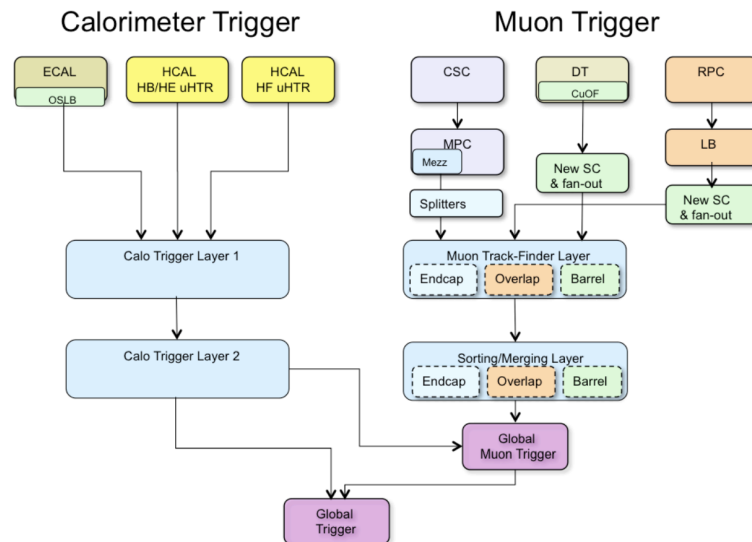 Calorimeter Trigger
Muon Trigger
ECAL
OSLB
HCAL
HB/HE uHTR
HCAL
HF uHTR
CSC
DT
CuOF
RPC
MPC
Mezz
LB
New SC
& fan-out
Splitters
New SC
& fan-out
Calo Trigger Layer 1
Muon Track-Finder Layer
Endcap
Overlap
Barrel
Calo Trigger Layer 2
Sorting/Merging Layer
Endcap
Overlap
Barrel
Global
Muon Trigger
Global
Trigger